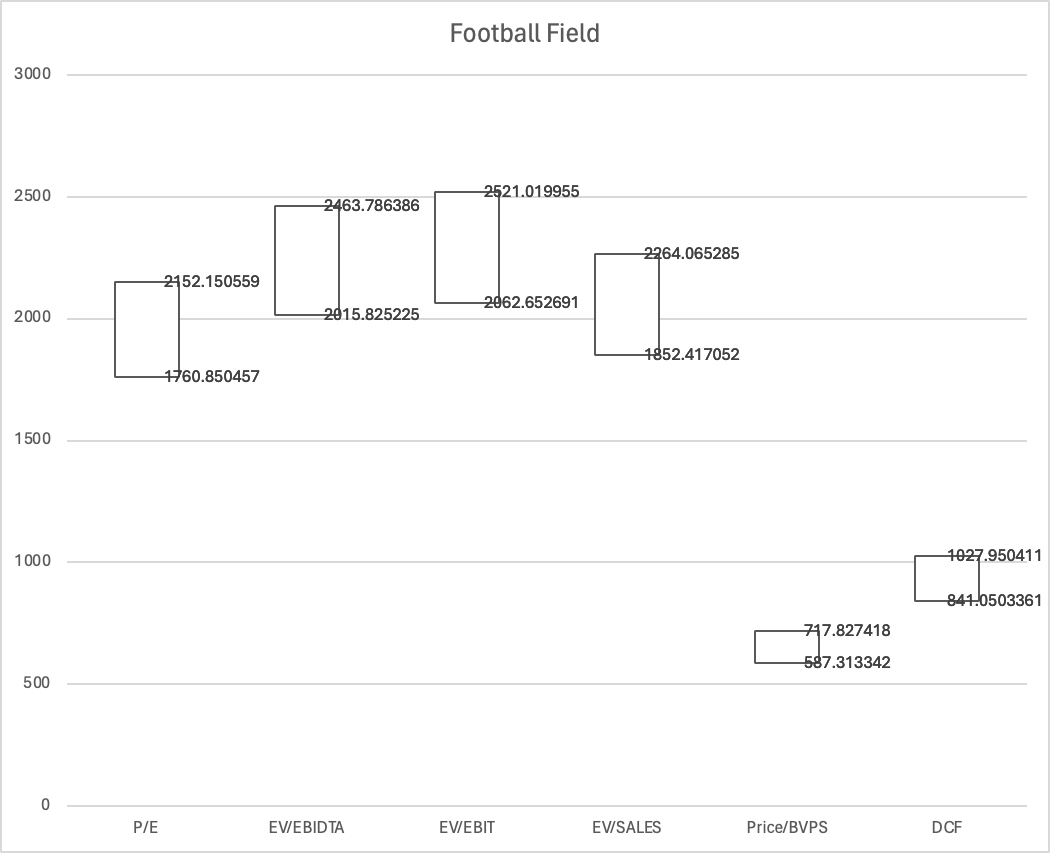 Football Field
3000
2500
2000
1500
1000
500
0
2152.150559
1760.850457
2463.786386
2015.825225
2521.019955
2062.652691
2264.065285
1852.417052
717.827418
587.313342
1027.950411
841.0503361
P/E
EV/EBIDTA
EV/EBIT
EV/SALES
Price/BVPS
DCF